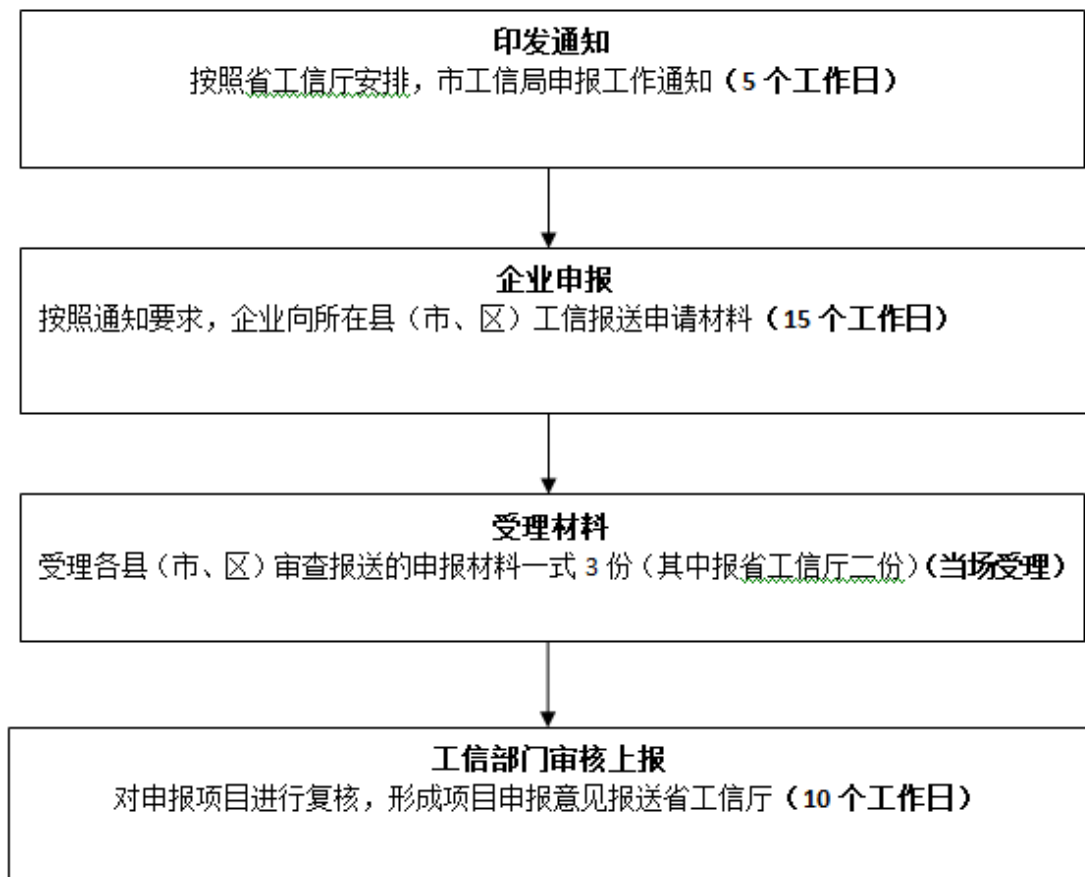 印发通知
按照省工信厅安排，市工信局申报工作通知（5 个工作日）
企业申报
按照通知要求，企业向所在县（市、区）工信报送申请材料（15 个工作日）
受理材料
受理各县（市、区）审查报送的申报材料一式 3 份（其中报省工信厅二份）（当场受理）
工信部门审核上报
对申报项目进行复核，形成项目申报意见报送省工信厅（10 个工作日）